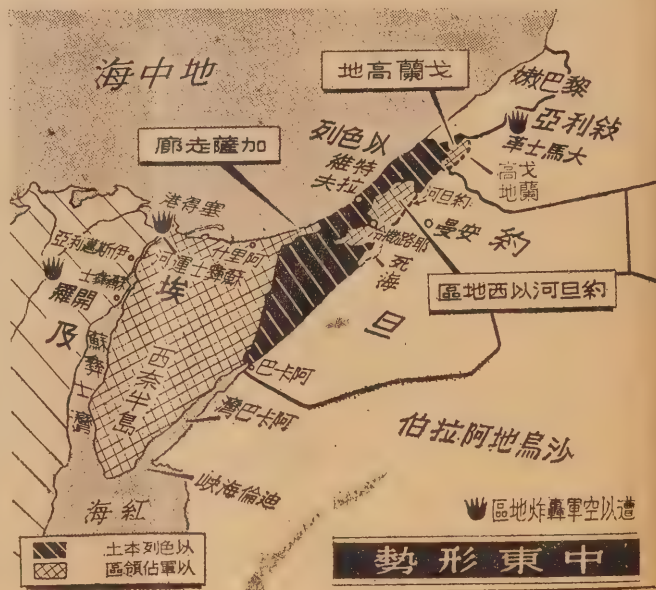 地中海
戈蘭高地
黎巴嫩
敍利亞
大馬士革
戈蘭
高地
以色列
特拉
維夫
加薩走廊
約旦河
安曼
耶路撒冷
死海
約旦
約旦河以西地區
塞得港
阿里什
蘇彝士運河
伊斯邁利亞
蘇彝士
開羅
埃及
蘇彝士灣
西奈半島
阿卡巴
阿卡巴灣
迪倫海峽
紅海
沙烏地阿拉伯
遭以空軍轟炸地區
以色列本土
以軍佔領區
中東形勢